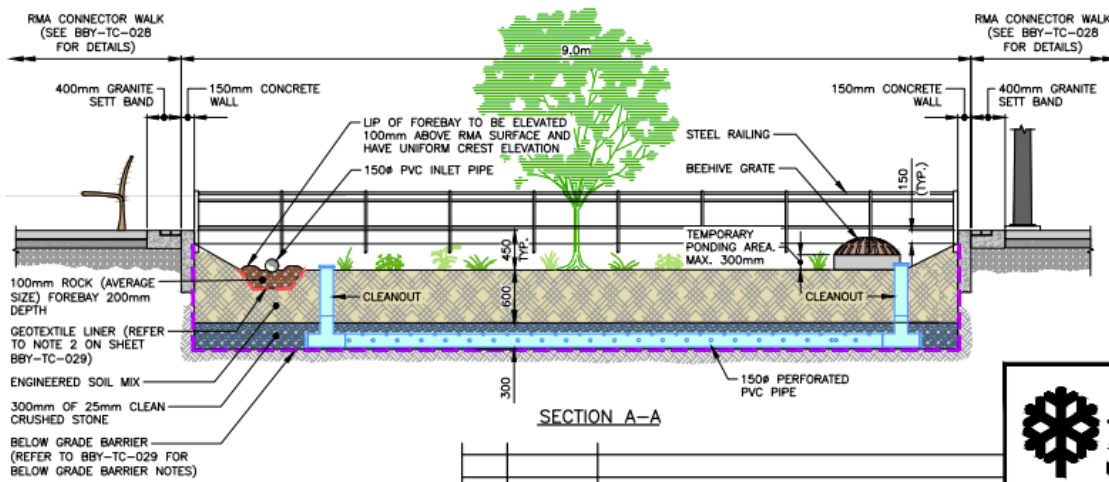 RMA CONNECTOR WALK
(SEE BBY-TC-028
FOR DETAILS)
9.0m
RMA CONNECTOR WALK
(SEE BBY-TC-028
FOR DETAILS)
400mm GRANITE
SETT BAND
150mm CONCRETE
WALL
150mm CONCRETE
WALL
400mm GRANITE
SETT BAND
LIP OF FOREBAY TO BE ELEVATED
100mm ABOVE RMA SURFACE AND
HAVE UNIFORM CREST ELEVATION
150ø PVC INLET PIPE
STEEL RAILING
BEEHIVE GRATE
150
(TYP.)
450
TYP.
TEMPORARY
PONDING AREA.
MAX. 300mm
100mm ROCK (AVERAGE
SIZE) FOREBAY 200mm
DEPTH
CLEANOUT
600
CLEANOUT
GEOTEXTILE LINER (REFER
TO NOTE 2 ON SHEET
BBY-TC-029)
ENGINEERED SOIL MIX
300
150ø PERFORATED
PVC PIPE
300mm OF 25mm CLEAN
CRUSHED STONE
SECTION A-A
BELOW GRADE BARRIER
(REFER TO BBY-TC-029 FOR
BELOW GRADE BARRIER NOTES)